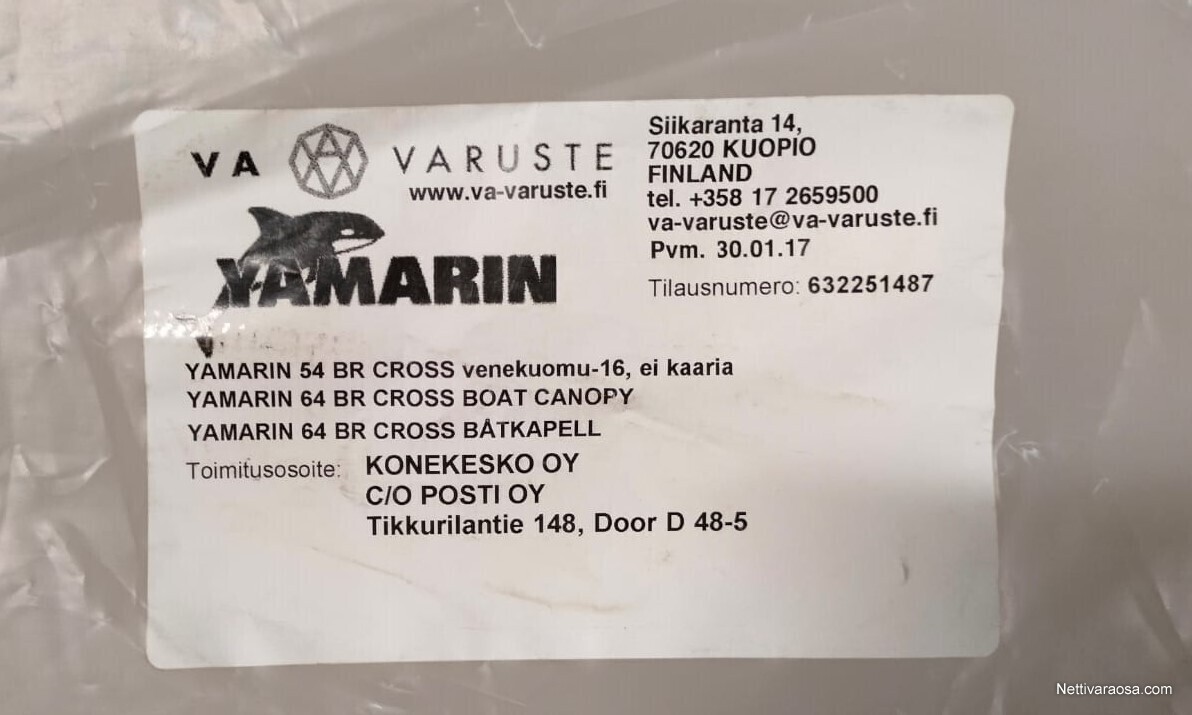 VA VARUSTE
www.va-varuste.fi
YAMARIN
Siikaranta 14,
70620 KUOPIO
FINLAND
tel. +358 17 2659500
va-varuste@va-varuste.fi
Pvm. 30.01.17
Tilausnumero: 632251487
YAMARIN 54 BR CROSS venekuomu-16, ei kaaria
YAMARIN 64 BR CROSS BOAT CANOPY
YAMARIN 64 BR CROSS BÅTKAPELL
Toimitusosoite: KONEKESKO OY
C/O POSTI OY
Tikkurilantie 148, Door D 48-5
Nettivaraosa.com